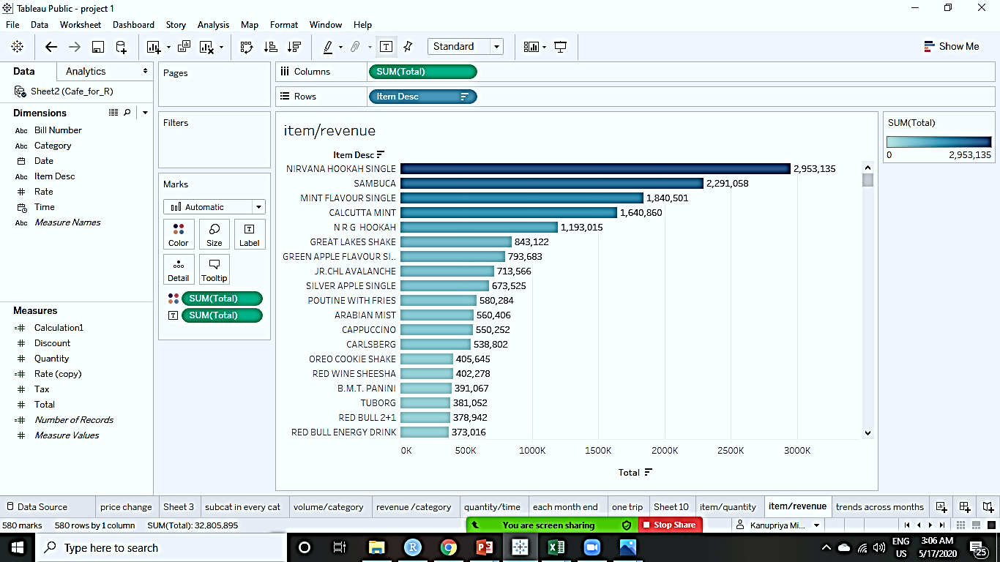 Tableau Public - project 1
File Data Worksheet Dashboard Story Analysis Map Format Window Help
Standard
Show Me
Data Analytics
Sheet2 (Cafe_for_R)
Dimensions
Abc Bill Number
Abc Category
Date
Abc Item Desc
# Rate
Time
Abc Measure Names
Measures
=# Calculation1
# Discount
# Quantity
=# Rate (copy)
# Tax
# Total
=# Number of Records
# Measure Values
Pages
Filters
Marks
Automatic
Color Size Label
Detail Tooltip
SUM(Total)
SUM(Total)
Columns SUM(Total)
Rows Item Desc
item/revenue
Item Desc
NIRVANA HOOKAH SINGLE 2,953,135
SAMBUCA 2,291,058
MINT FLAVOUR SINGLE 1,840,501
CALCUTTA MINT 1,640,860
N R G HOOKAH 1,193,015
GREAT LAKES SHAKE 843,122
GREEN APPLE FLAVOUR SI.. 793,683
JR.CHL AVALANCHE 713,566
SILVER APPLE SINGLE 673,525
POUTINE WITH FRIES 580,284
ARABIAN MIST 560,406
CAPPUCCINO 550,252
CARLSBERG 538,802
OREO COOKIE SHAKE 405,645
RED WINE SHEESHA 402,278
B.M.T. PANINI 391,067
TUBORG 381,052
RED BULL 2+1 378,942
RED BULL ENERGY DRINK 373,016
0K 500K 1000K 1500K 2000K 2500K 3000K
Total
SUM(Total)
0 2,953,135
Data Source price change Sheet 3 subcat in every cat volume/category revenue /category quantity/time each month end one trip Sheet 10 item/quantity item/revenue trends across months
580 marks 580 rows by 1 column SUM(Total): 32,805,895
You are screen sharing Stop Share
Kanupriya Mi...
Type here to search
ENG
US
3:06 AM
5/17/2020
25